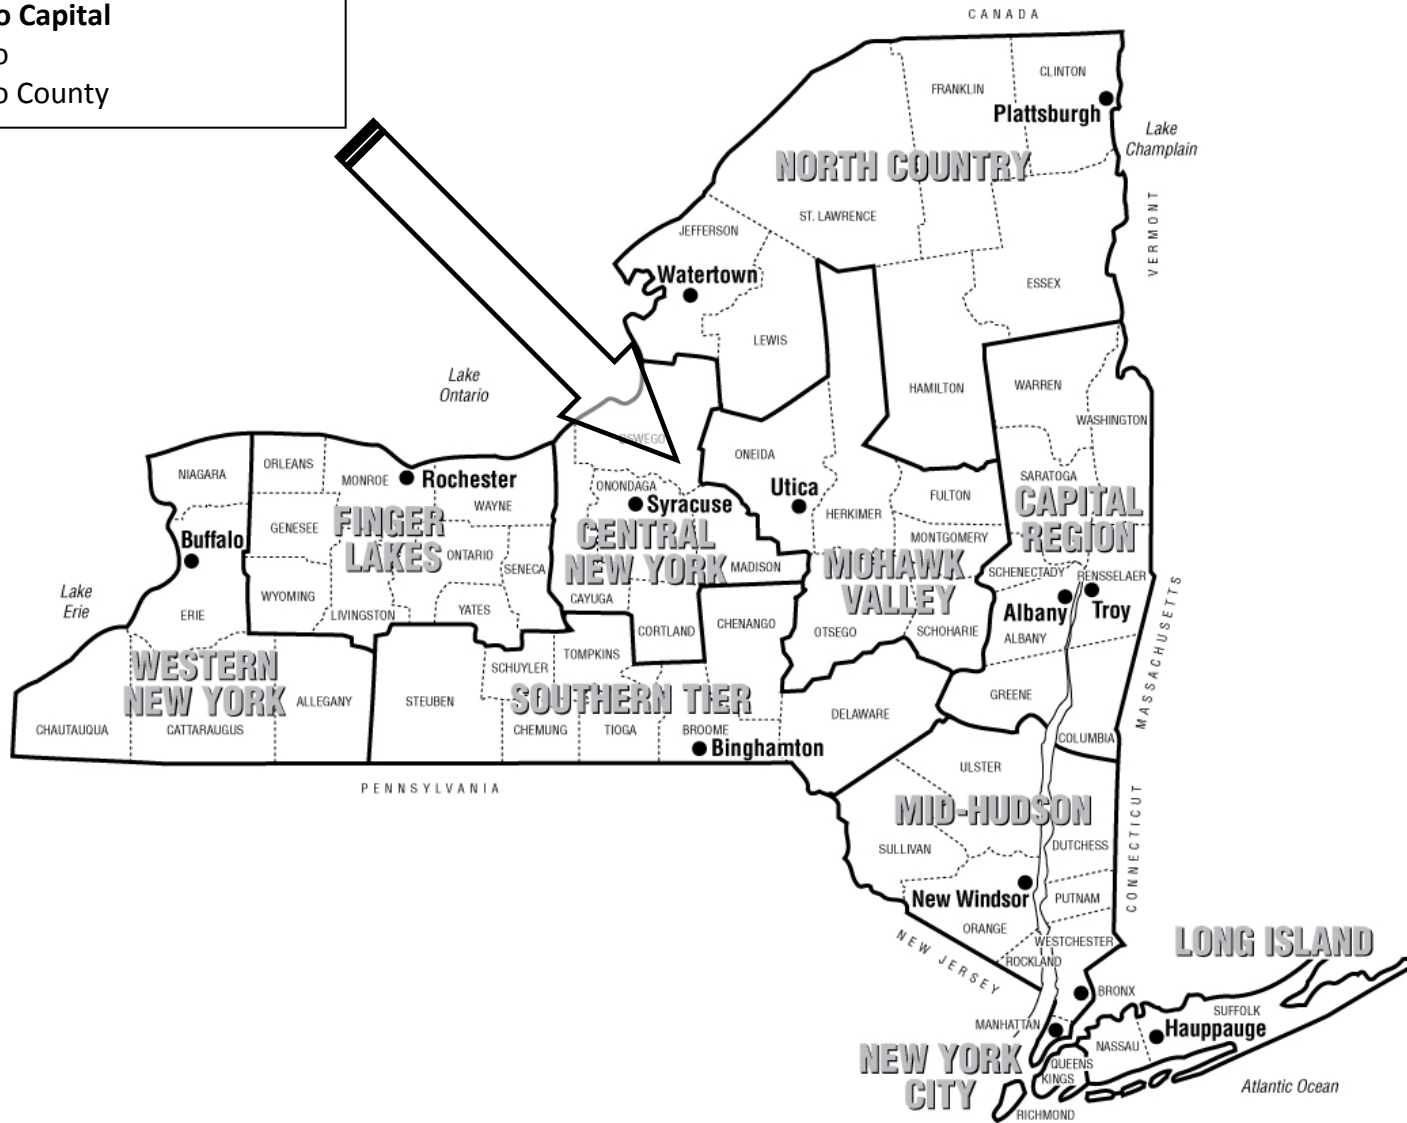 o Capital
o
o County
CANADA
CLINTON
FRANKLIN
Plattsburgh
Lake
Champlain
NORTH COUNTRY
VERMONT
ST. LAWRENCE
JEFFERSON
Watertown
ESSEX
LEWIS
Lake
Ontario
HAMILTON
WARREN
WASHINGTON
OSWEGO
ONEIDA
NIAGARA
ORLEANS
MONROE
Rochester
WAYNE
ONONDAGA
Syracuse
Utica
HERKIMER
FULTON
SARATOGA
CAPITAL
REGION
GENESEE
FINGER
LAKES
ONTARIO
SENECA
CENTRAL
NEW YORK
MADISON
MOHAWK
VALLEY
MONTGOMERY
SCHENECTADY
RENSSELAER
Buffalo
Lake
Erie
ERIE
WYOMING
LIVINGSTON
YATES
CAYUGA
CORTLAND
CHENANGO
OTSEGO
SCHOHARIE
Albany
Troy
ALBANY
MASSACHUSETTS
WESTERN
NEW YORK
ALLEGANY
STEUBEN
SCHUYLER
TOMPKINS
SOUTHERN TIER
CHAUTAUQUA
CATTARAUGUS
CHEMUNG
TIOGA
BROOME
Binghamton
DELAWARE
GREENE
COLUMBIA
PENNSYLVANIA
ULSTER
MID-HUDSON
SULLIVAN
DUTCHESS
CONNECTICUT
New Windsor
PUTNAM
ORANGE
WESTCHESTER
ROCKLAND
NEW JERSEY
LONG ISLAND
BRONX
MANHATTAN
SUFFOLK
Hauppauge
NASSAU
NEW YORK
CITY
QUEENS
KINGS
RICHMOND
Atlantic Ocean